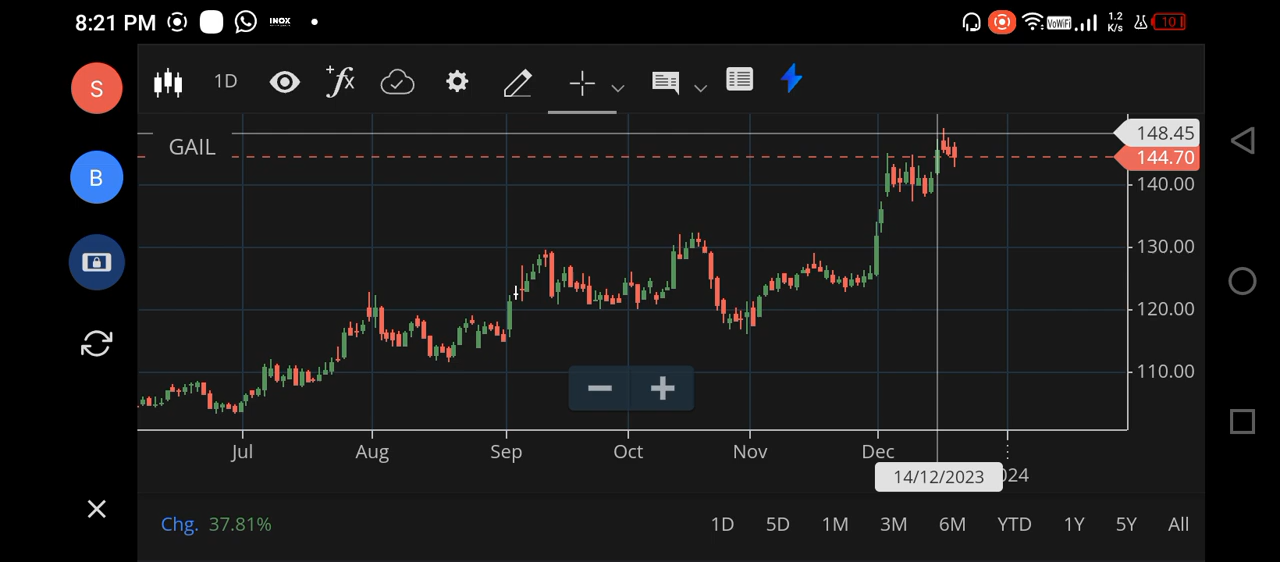 8:21 PM INOX VoWiFi 1.2 K/s 10
S
1D +fx
GAIL
B
148.45
144.70
140.00
130.00
120.00
110.00
− +
Jul Aug Sep Oct Nov Dec
14/12/2023 024
Chg. 37.81% 1D 5D 1M 3M 6M YTD 1Y 5Y All